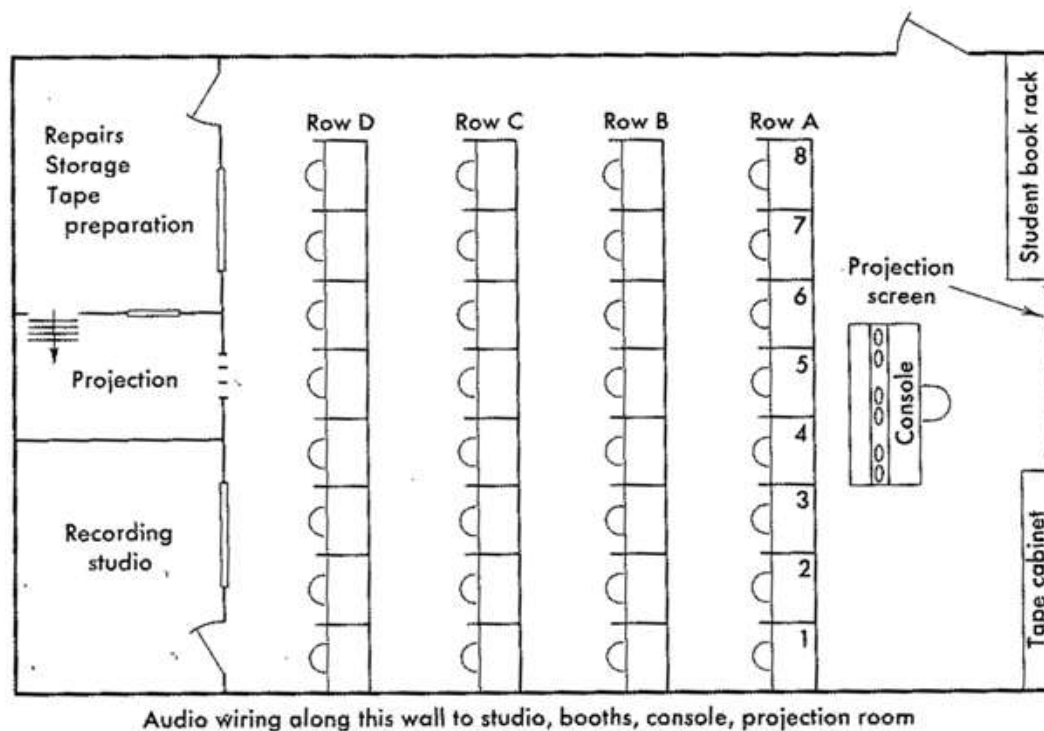 Repairs
Storage
Tape
preparation
Projection
Recording
studio
Row D
Row C
Row B
Row A
8
7
6
5
4
3
2
1
Student book rack
Projection
screen
Console
Tape cabinet
Audio wiring along this wall to studio, booths, console, projection room